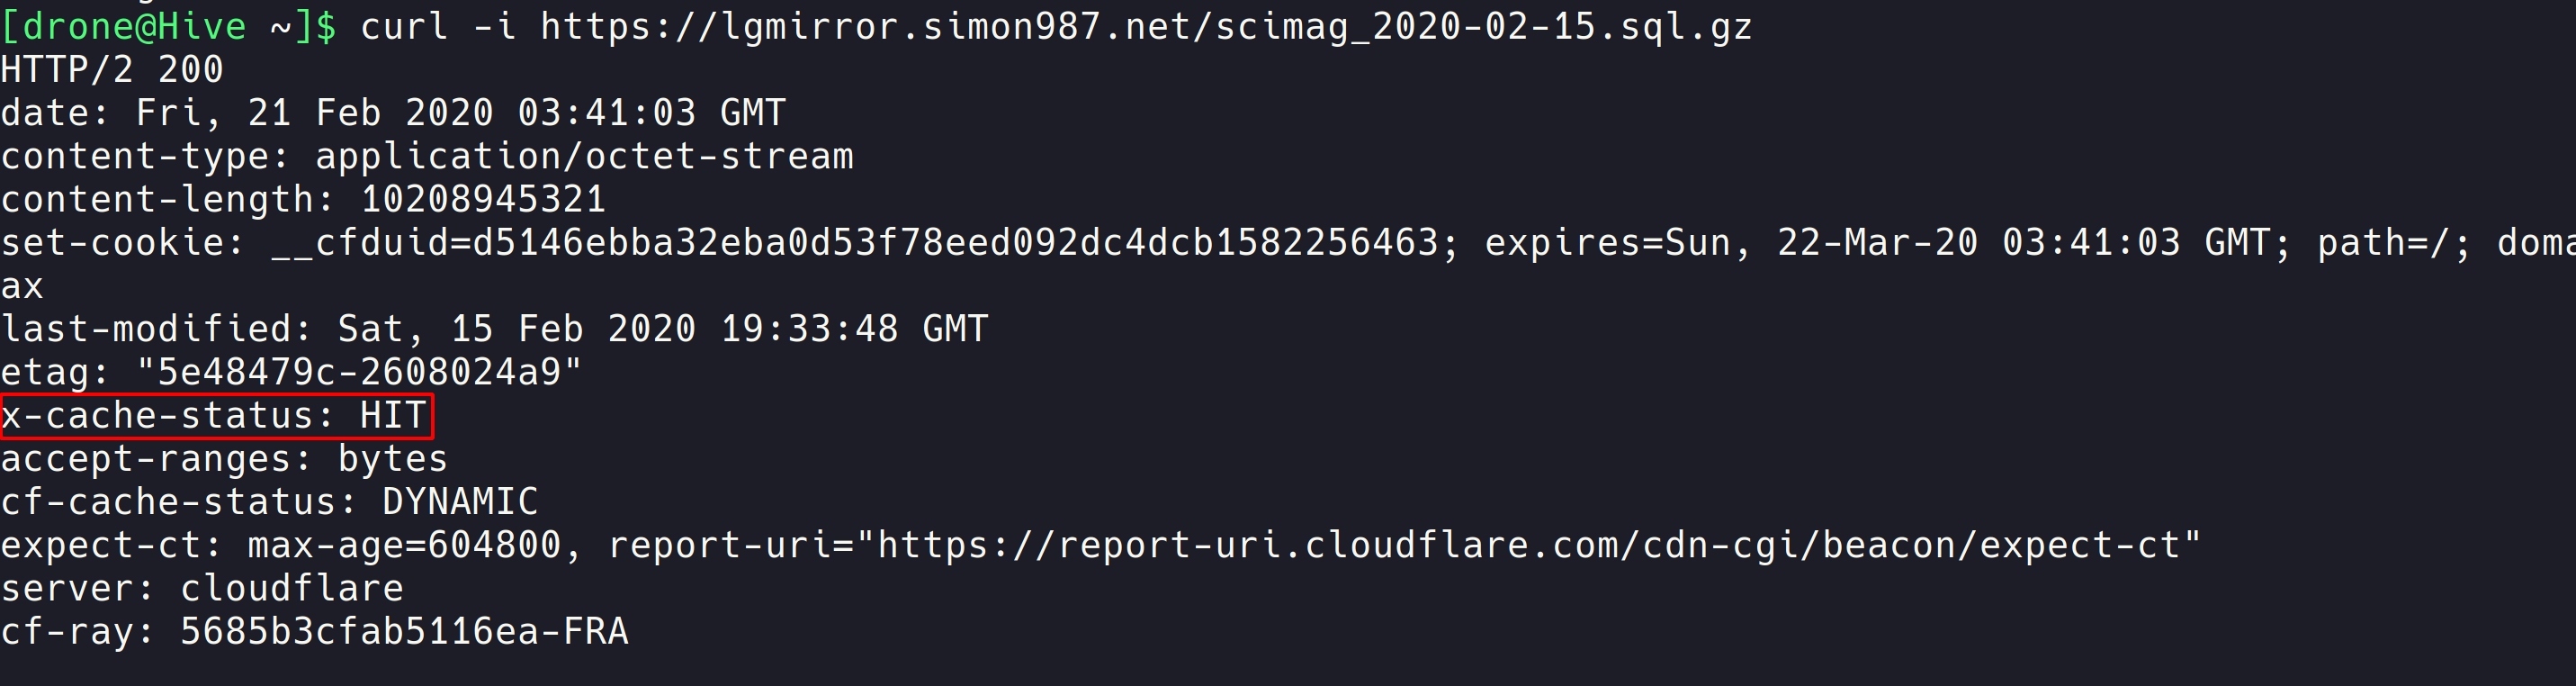 [drone@Hive ~]$ curl -i https://lgmirror.simon987.net/scimag_2020-02-15.sql.gz
HTTP/2 200
date: Fri, 21 Feb 2020 03:41:03 GMT
content-type: application/octet-stream
content-length: 10208945321
set-cookie: __cfduid=d5146ebba32eba0d53f78eed092dc4dcb1582256463; expires=Sun, 22-Mar-20 03:41:03 GMT; path=/; doma
ax
last-modified: Sat, 15 Feb 2020 19:33:48 GMT
etag: "5e48479c-2608024a9"
x-cache-status: HIT
accept-ranges: bytes
cf-cache-status: DYNAMIC
expect-ct: max-age=604800, report-uri="https://report-uri.cloudflare.com/cdn-cgi/beacon/expect-ct"
server: cloudflare
cf-ray: 5685b3cfab5116ea-FRA